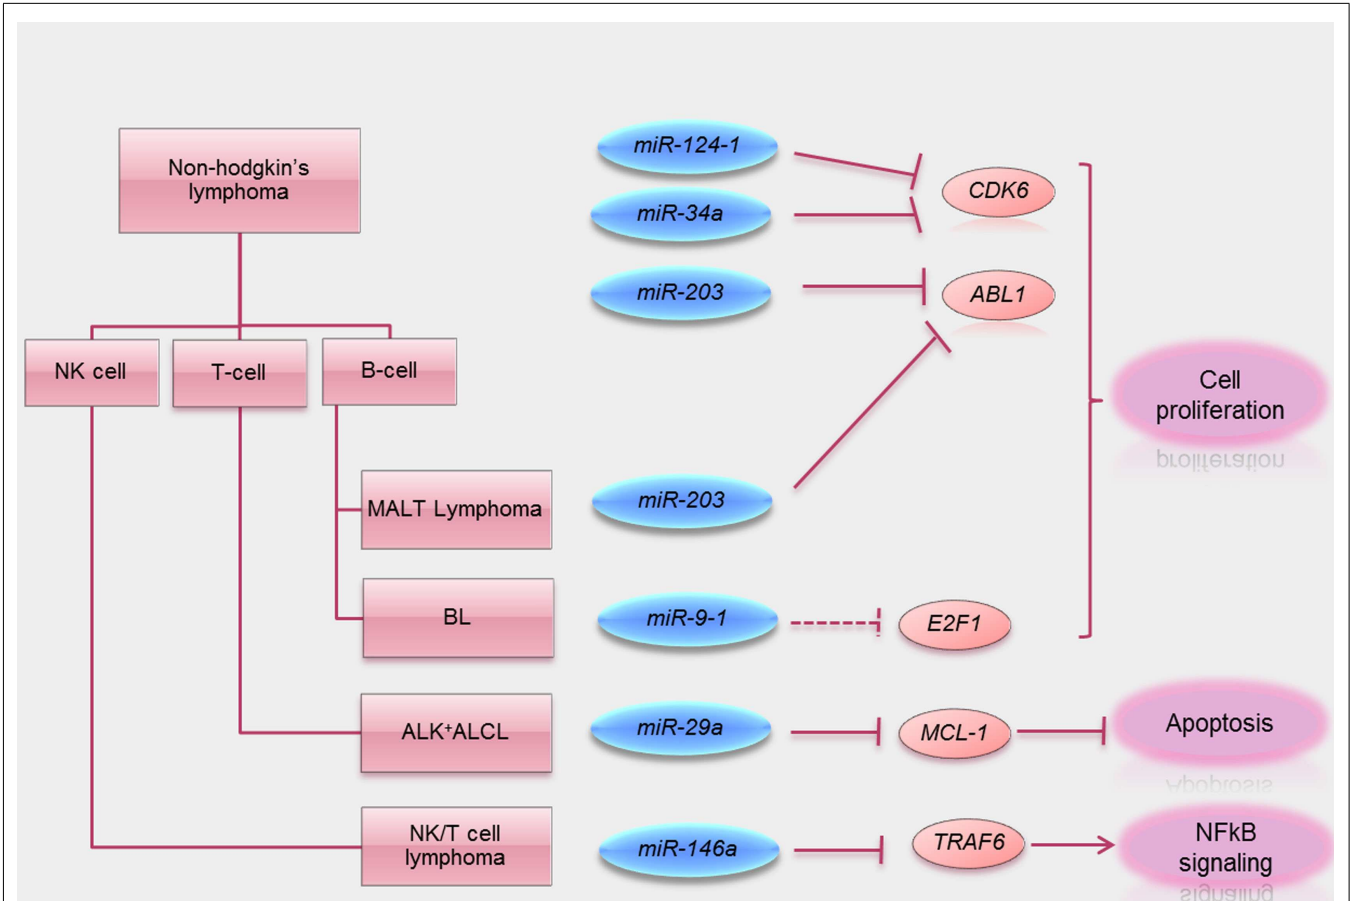 Non-hodgkin's
lymphoma
NK cell
T-cell
B-cell
MALT Lymphoma
BL
ALK⁺ALCL
NK/T cell
lymphoma
miR-124-1
miR-34a
miR-203
miR-203
miR-9-1
miR-29a
miR-146a
CDK6
ABL1
E2F1
MCL-1
TRAF6
Cell
proliferation
Apoptosis
NFkB
signaling